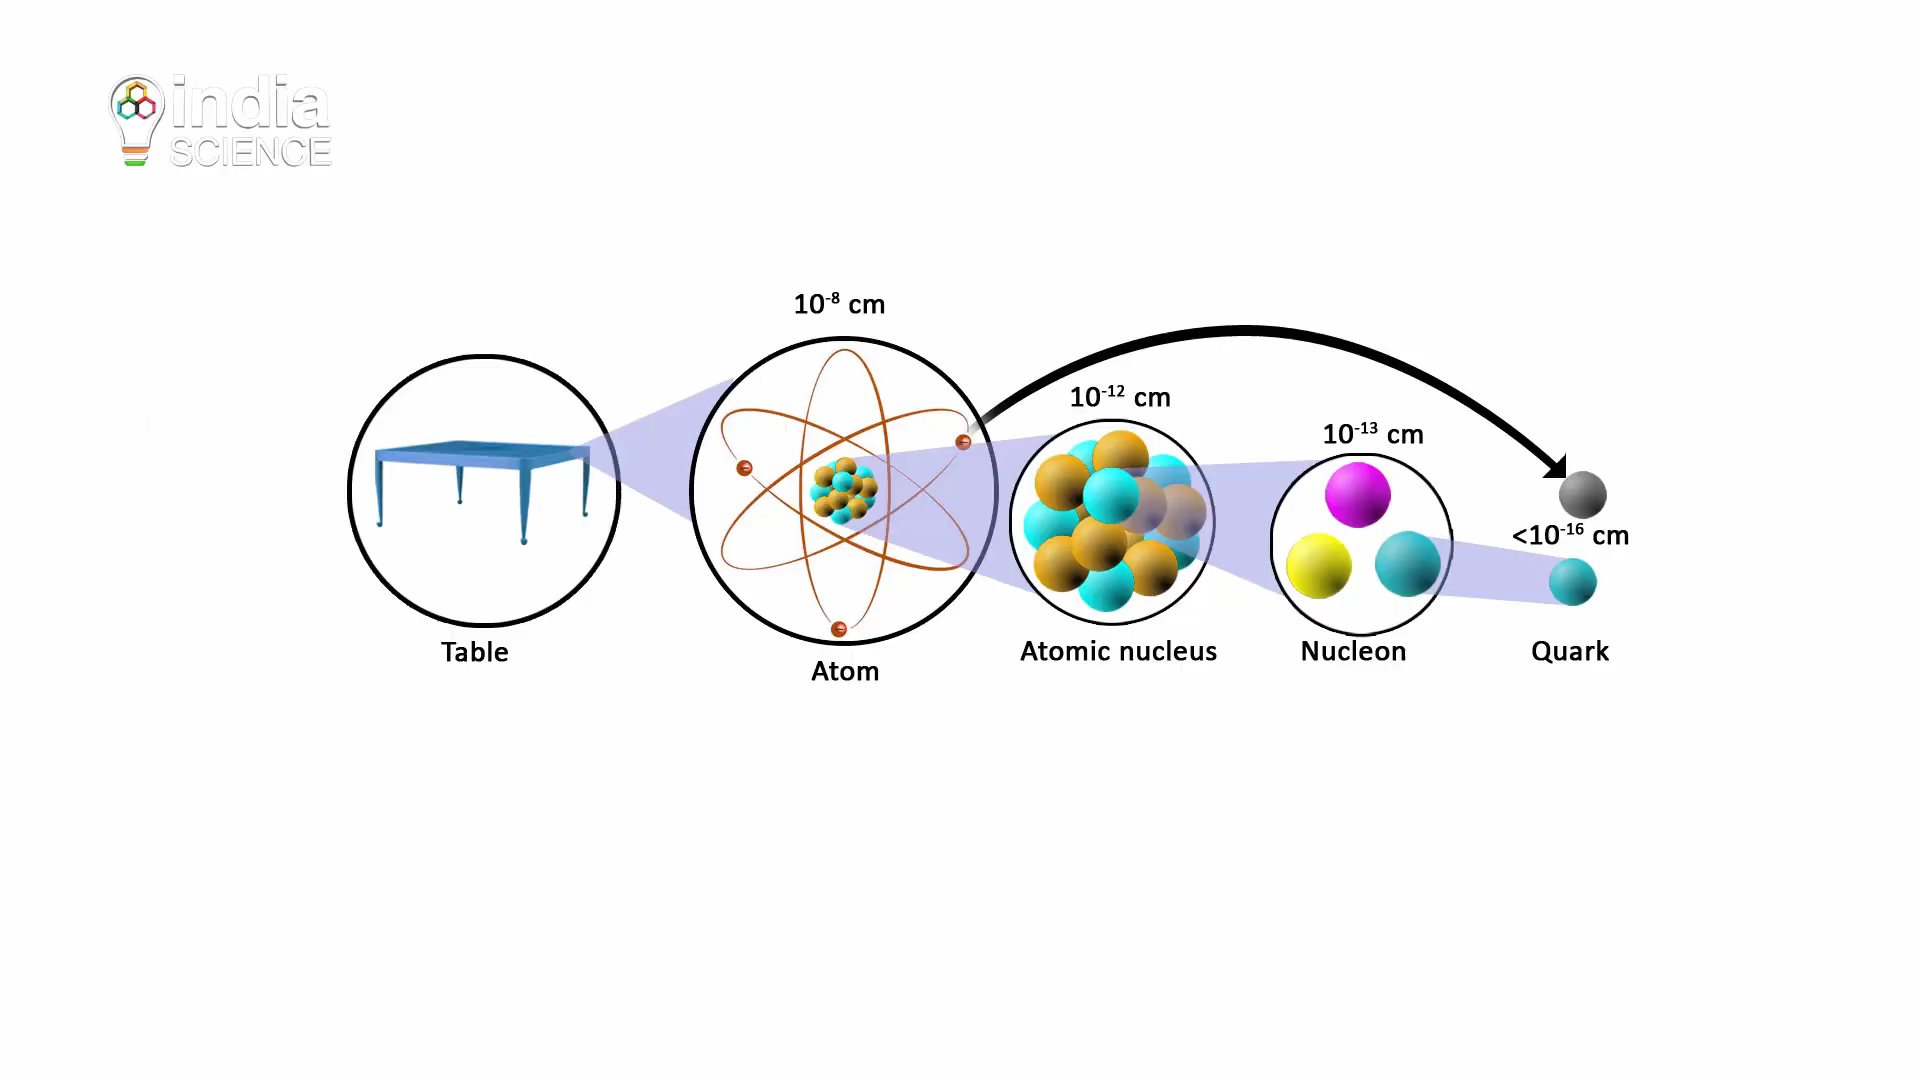 india
SCIENCE
10⁻⁸ cm
10⁻¹² cm
10⁻¹³ cm
<10⁻¹⁶ cm
Table
Atom
Atomic nucleus
Nucleon
Quark